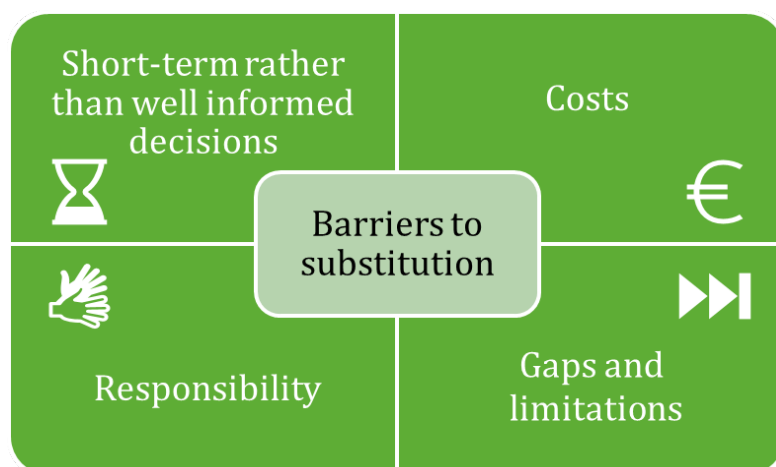 Short-term rather
than well informed
decisions
Costs
€
Barriers to
substitution
Responsibility
Gaps and
limitations